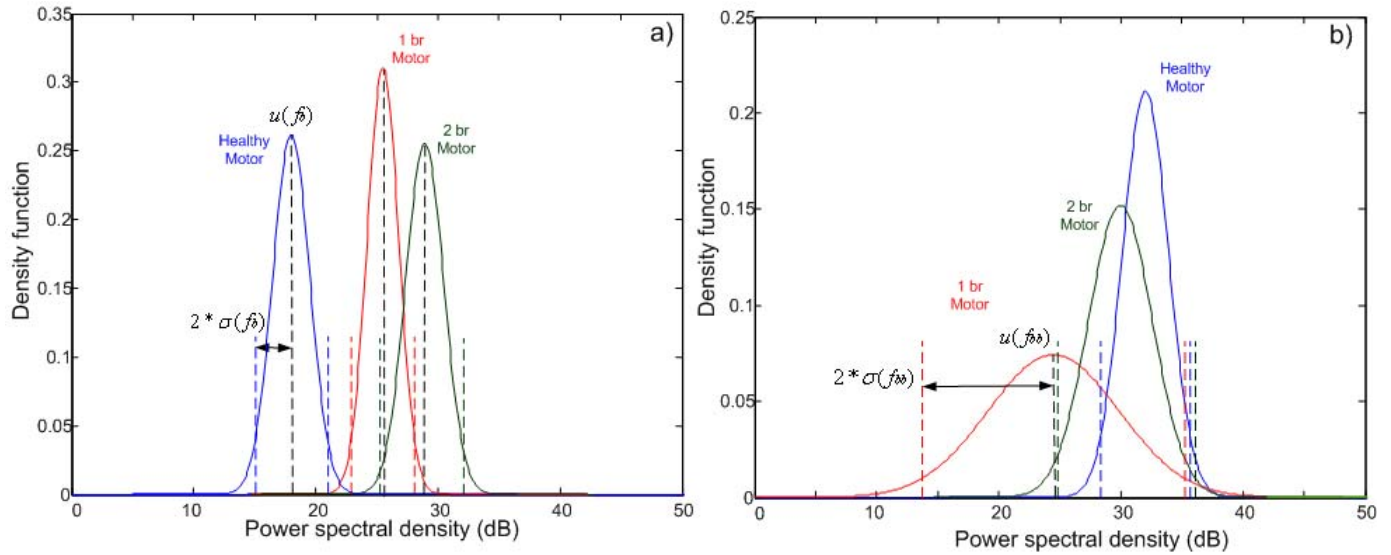 a)
0.35
0.3
0.25
0.2
0.15
0.1
0.05
0
20
30
40
50
Density function
Power spectral density (dB)
Healthy
Motor
u(fb)
1 br
Motor
2 br
Motor
2 * σ(fb)
b)
0.25
0.2
0.15
0.1
0.05
0
0
10
20
30
40
50
Density function
Power spectral density (dB)
Healthy
Motor
2 br
Motor
1 br
Motor
u(fbb)
2 * σ(fbb)